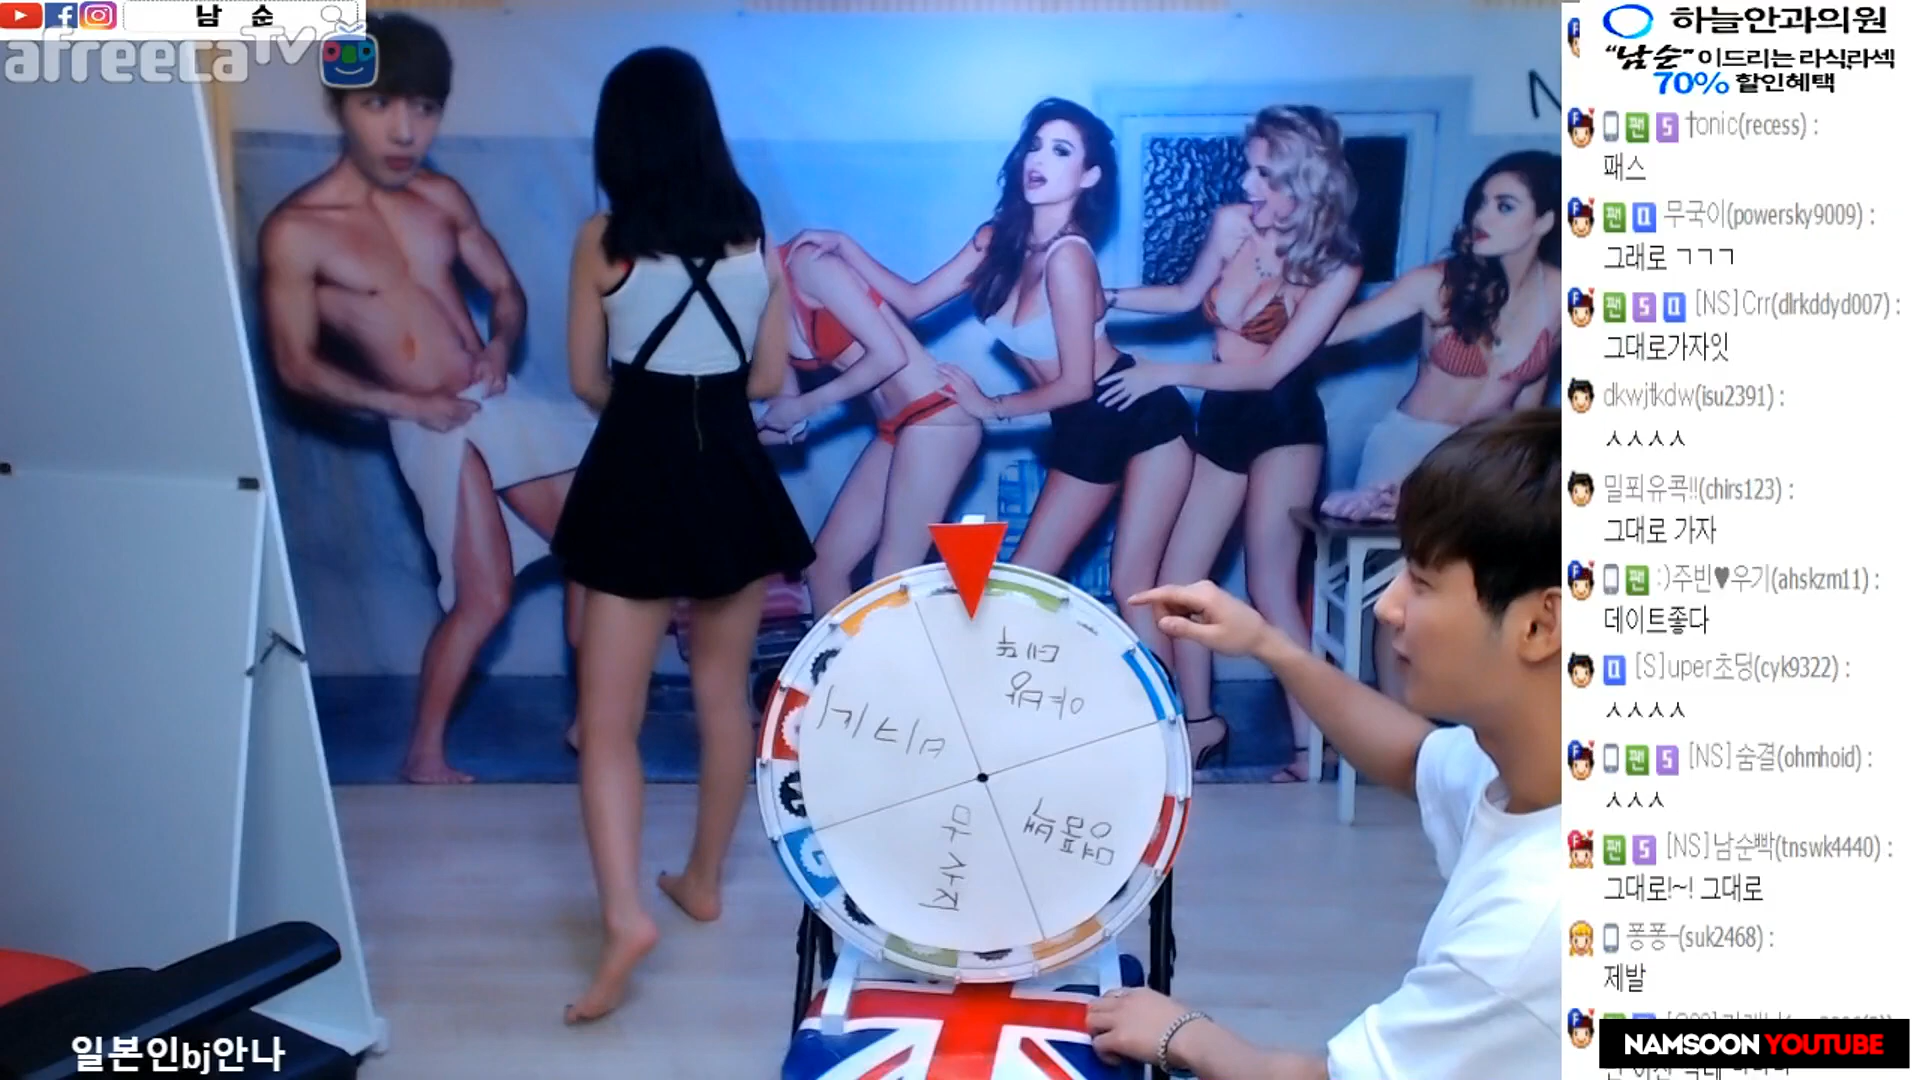 남 순
afreecaTV
하늘안과의원
"남순"이드리는 라식,라섹
70% 할인혜택
tonic(recess) :
패스
무국이(powersky9009) :
그래로 ㄱㄱㄱ
[NS]Crr(dlrkddyd007) :
그대로가자잇
dkwjtkdw(isu2391) :
ㅅㅅㅅㅅ
밀푀유콕!!(chirs123) :
그대로 가자
:)주빈♥우기(ahskzm11) :
데이트좋다
[S]uper초딩(cyk9322) :
ㅅㅅㅅㅅ
[NS]숨결(ohmhoid) :
ㅅㅅㅅ
[NS]남순빡(tnswk4440) :
그대로!~! 그대로
퐁퐁-(suk2468) :
제발
NAMSOON YOUTUBE
일본인bj안나
마사지